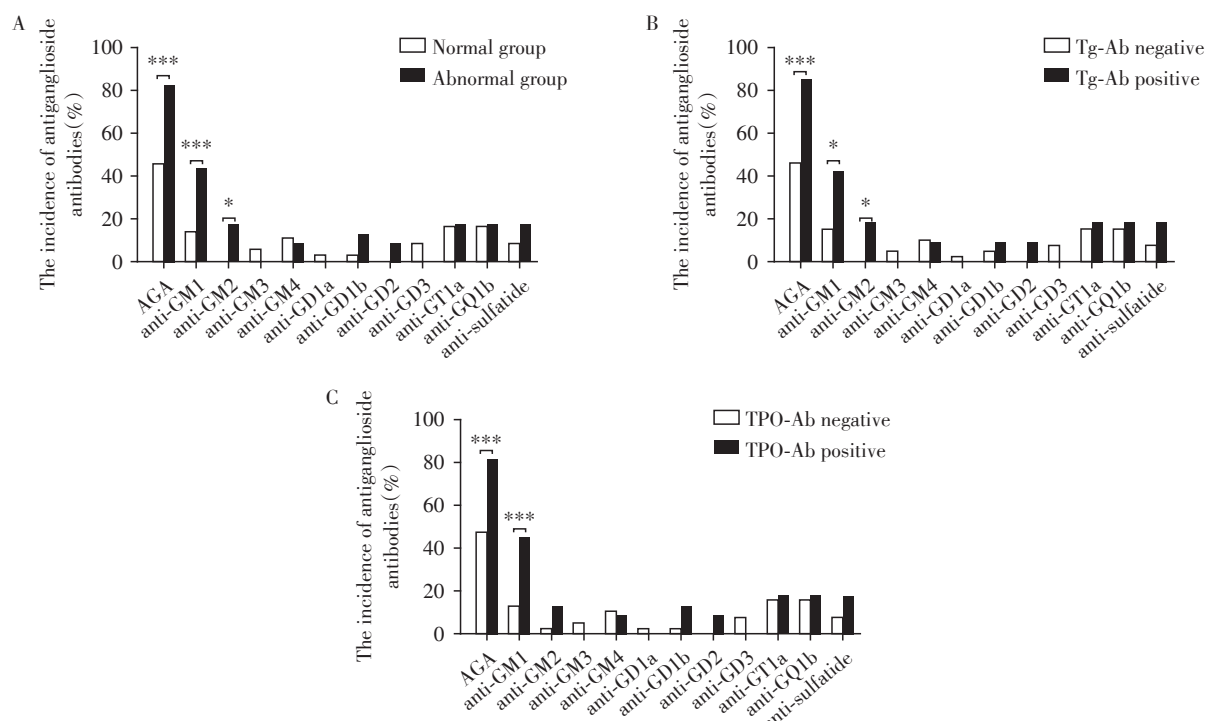 A
The incidence of antiganglioside
antibodies(%)
100
80
60
40
20
0
Normal group
Abnormal group
***
***
*
AGA
anti-GM1
anti-GM2
anti-GM3
anti-GM4
anti-GD1a
anti-GD1b
anti-GD2
anti-GD3
anti-GT1a
anti-GQ1b
anti-sulfatide
B
The incidence of antiganglioside
antibodies(%)
100
80
60
40
20
0
Tg-Ab negative
Tg-Ab positive
***
*
*
AGA
anti-GM1
anti-GM2
anti-GM3
anti-GM4
anti-GD1a
anti-GD1b
anti-GD2
anti-GD3
anti-GT1a
anti-GQ1b
anti-sulfatide
C
The incidence of antiganglioside
antibodies(%)
100
80
60
40
20
0
TPO-Ab negative
TPO-Ab positive
***
***
AGA
anti-GM1
anti-GM2
anti-GM3
anti-GM4
anti-GD1a
anti-GD1b
anti-GD2
anti-GD3
anti-GT1a
anti-GQ1b
anti-sulfatide